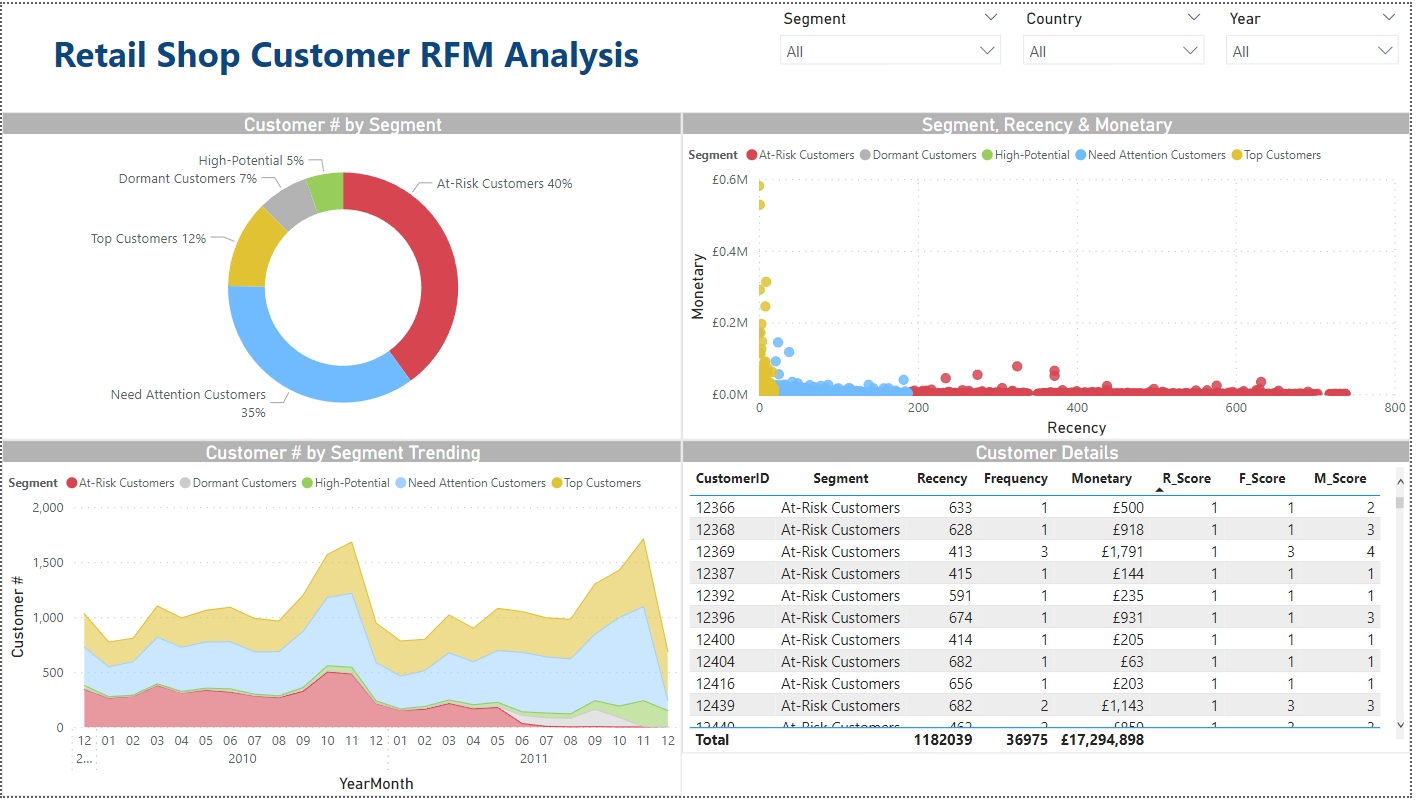 Retail Shop Customer RFM Analysis
Segment
All
Country
All
Year
All
Customer # by Segment
High-Potential 5%
Dormant Customers 7%
At-Risk Customers 40%
Top Customers 12%
Need Attention Customers
35%
Segment, Recency & Monetary
Segment At-Risk Customers Dormant Customers High-Potential Need Attention Customers Top Customers
Monetary
£0.6M
£0.4M
£0.2M
£0.0M
0 200 400 600 800
Recency
Customer # by Segment Trending
Segment At-Risk Customers Dormant Customers High-Potential Need Attention Customers Top Customers
Customer #
2,000
1,500
1,000
500
0
12 01 02 03 04 05 06 07 08 09 10 11 12 01 02 03 04 05 06 07 08 09 10 11 12
2... 2010 2011
YearMonth
Customer Details
CustomerID Segment Recency Frequency Monetary R_Score F_Score M_Score
12366 At-Risk Customers 633 1 £500 1 1 2
12368 At-Risk Customers 628 1 £918 1 1 3
12369 At-Risk Customers 413 3 £1,791 1 3 4
12387 At-Risk Customers 415 1 £144 1 1 1
12392 At-Risk Customers 591 1 £235 1 1 1
12396 At-Risk Customers 674 1 £931 1 1 3
12400 At-Risk Customers 414 1 £205 1 1 1
12404 At-Risk Customers 682 1 £63 1 1 1
12416 At-Risk Customers 656 1 £203 1 1 1
12439 At-Risk Customers 682 2 £1,143 1 3 3
At-Risk Customers
Total 1182039 36975 £17,294,898